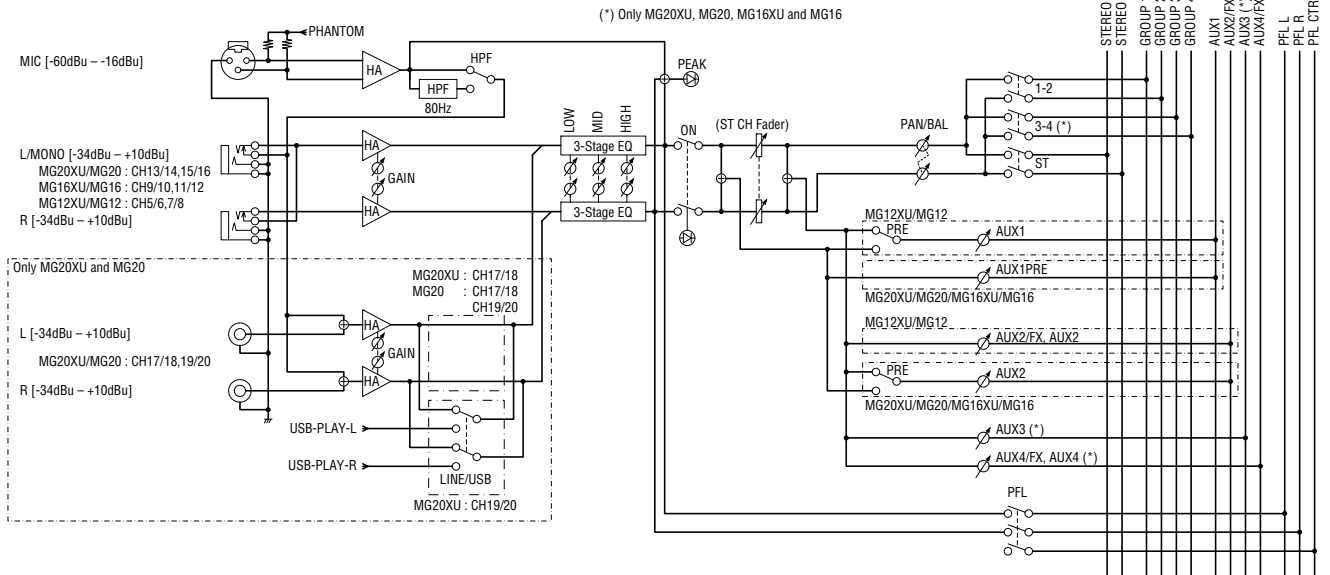 (*) Only MG20XU, MG20, MG16XU and MG16
STEREO
STEREO
GROUP
GROUP
GROUP
GROUP
AUX1
AUX2/FX
AUX3 (*)
AUX4/FX
PFL L
PFL R
PFL CTR
PHANTOM
MIC [-60dBu – -16dBu]
HA
HPF
HPF
80Hz
PEAK
L/MONO [-34dBu – +10dBu]
MG20XU/MG20 : CH13/14,15/16
MG16XU/MG16 : CH9/10,11/12
MG12XU/MG12 : CH5/6,7/8
R [-34dBu – +10dBu]
HA
GAIN
HA
LOW
MID
HIGH
3-Stage EQ
3-Stage EQ
ON
(ST CH Fader)
PAN/BAL
1-2
3-4 (*)
ST
MG12XU/MG12
PRE
AUX1
AUX1PRE
MG20XU/MG20/MG16XU/MG16
MG12XU/MG12
AUX2/FX, AUX2
PRE
AUX2
MG20XU/MG20/MG16XU/MG16
AUX3 (*)
AUX4/FX, AUX4 (*)
PFL
Only MG20XU and MG20
MG20XU : CH17/18
MG20 : CH17/18
CH19/20
L [-34dBu – +10dBu]
HA
GAIN
MG20XU/MG20 : CH17/18,19/20
R [-34dBu – +10dBu]
HA
USB-PLAY-L
USB-PLAY-R
LINE/USB
MG20XU : CH19/20